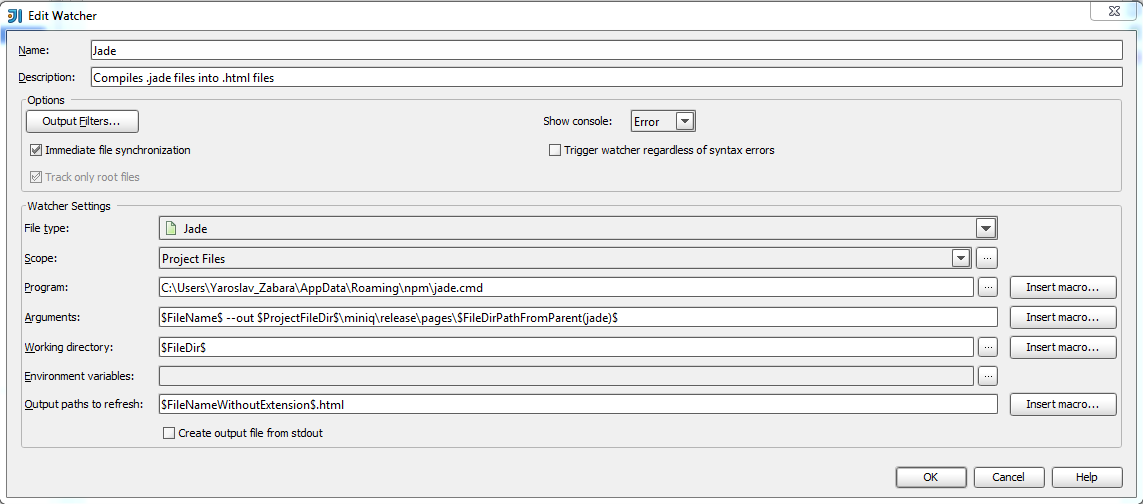 Edit Watcher
Name: Jade
Description: Compiles .jade files into .html files
Options
Output Filters... Show console: Error
Immediate file synchronization Trigger watcher regardless of syntax errors
Track only root files
Watcher Settings
File type: Jade
Scope: Project Files ...
Program: C:\Users\Yaroslav_Zabara\AppData\Roaming\npm\jade.cmd ... Insert macro...
Arguments: $FileName$ --out $ProjectFileDir$\miniq\release\pages\$FileDirPathFromParent(jade)$ Insert macro...
Working directory: $FileDir$ ... Insert macro...
Environment variables: ...
Output paths to refresh: $FileNameWithoutExtension$.html Insert macro...
Create output file from stdout
OK Cancel Help